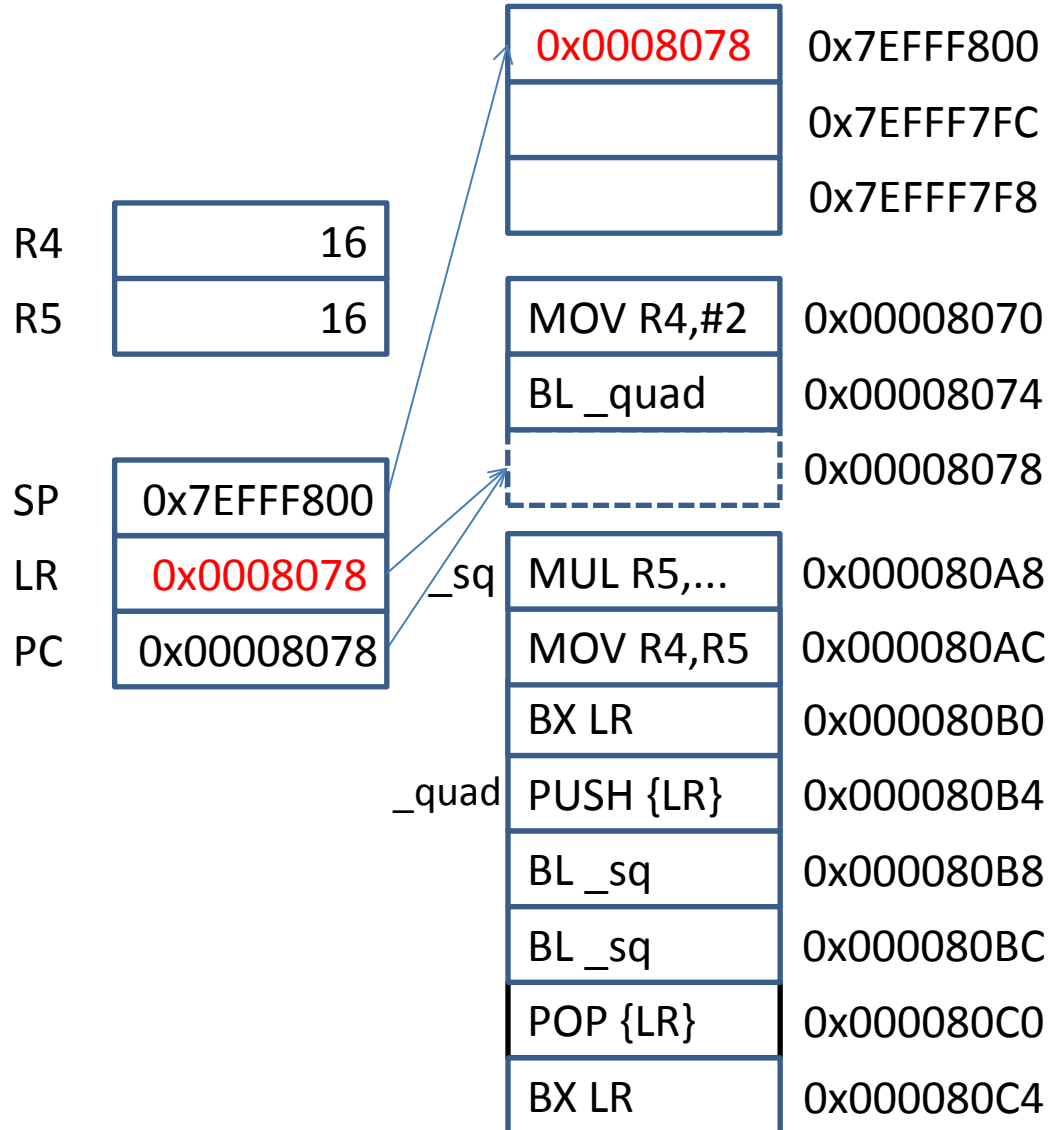 0x0008078 0x7EFFF800
0x7EFFF7FC
0x7EFFF7F8
R4 16
R5 16
MOV R4,#2 0x00008070
BL _quad 0x00008074
0x00008078
SP 0x7EFFF800
LR 0x0008078
PC 0x00008078
_sq MUL R5,... 0x000080A8
MOV R4,R5 0x000080AC
BX LR 0x000080B0
_quad PUSH {LR} 0x000080B4
BL _sq 0x000080B8
BL _sq 0x000080BC
POP {LR} 0x000080C0
BX LR 0x000080C4